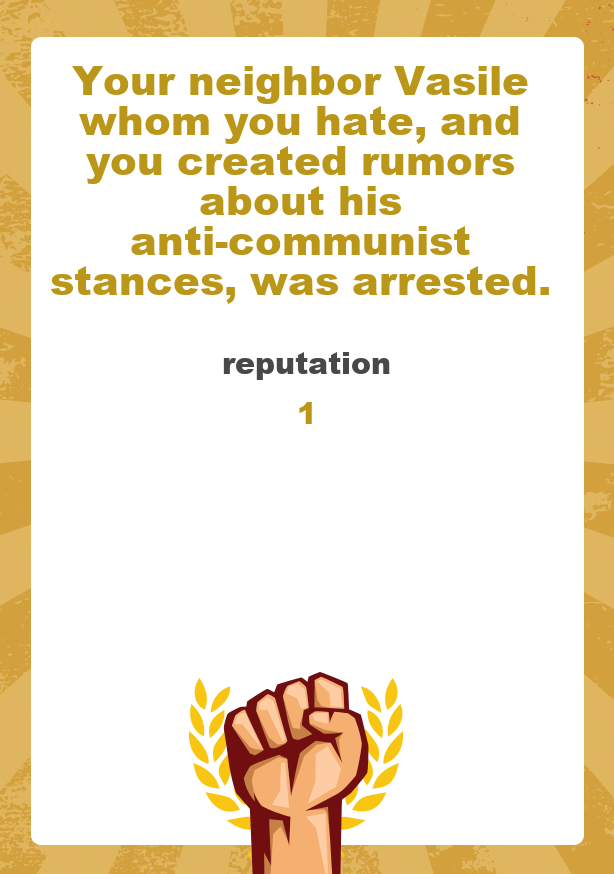 Your neighbor Vasile
whom you hate, and
you created rumors
about his
anti-communist
stances, was arrested.
reputation
1